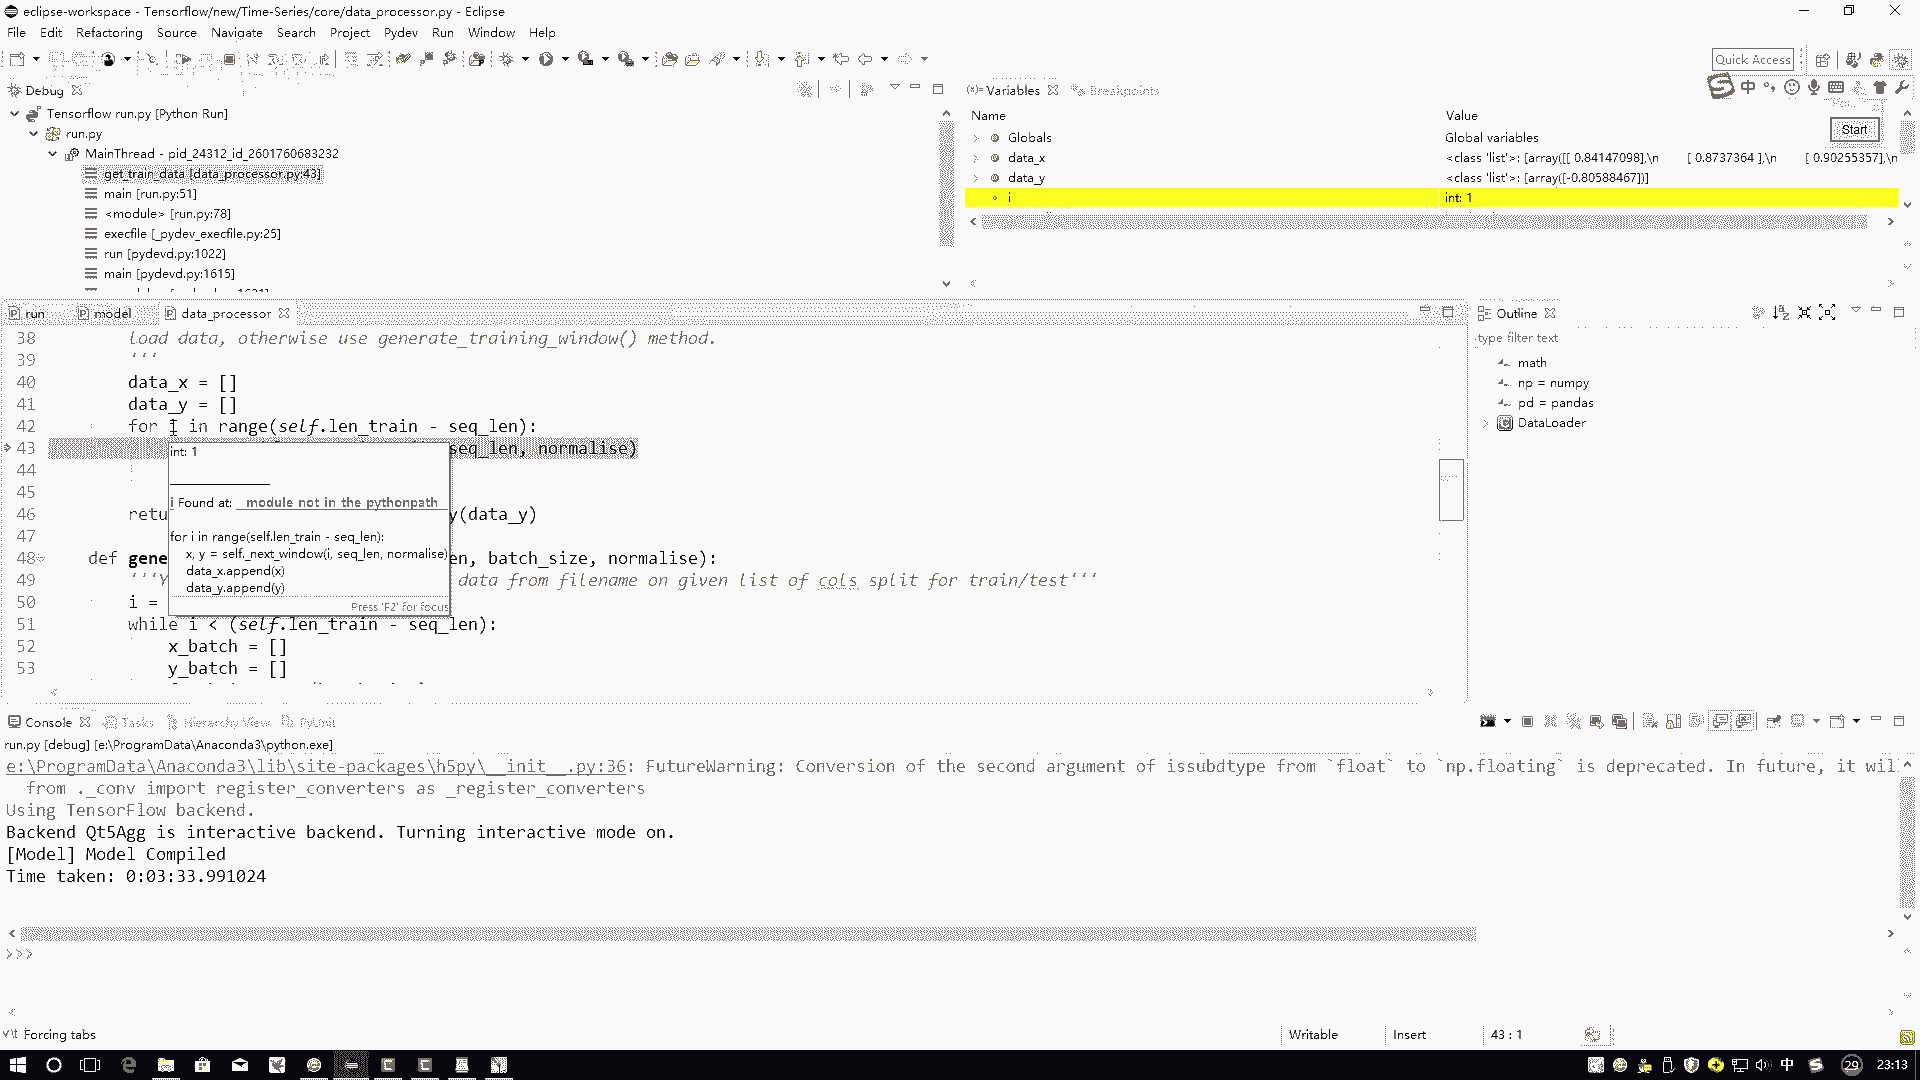 eclipse-workspace - Tensorflow/new/Time-Series/core/data_processor.py - Eclipse
File Edit Refactoring Source Navigate Search Project Pydev Run Window Help
Quick Access
Debug
Tensorflow run.py [Python Run]
run.py
MainThread - pid_24312_id_2601760683232
get_train_data [data_processor.py:43]
main [run.py:51]
<module> [run.py:78]
execfile [_pydev_execfile.py:25]
run [pydevd.py:1022]
main [pydevd.py:1615]
(x)= Variables Breakpoints
中
Name Value
Start
Globals Global variables
data_x <class 'list'>: [array([[ 0.84147098],\n [ 0.8737364 ],\n [ 0.90255357],\n
data_y <class 'list'>: [array([-0.80588467])]
i int: 1
run model data_processor
38 load data, otherwise use generate_training_window() method.
39 '''
40 data_x = []
41 data_y = []
42 for i in range(self.len_train - seq_len):
43 seq_len, normalise)
44
45
46 retu y(data_y)
47
48 def gene en, batch_size, normalise):
49 '''Y data from filename on given list of cols split for train/test'''
50 i =
51 while i < (self.len_train - seq_len):
52 x_batch = []
53 y_batch = []
int: 1
i Found at: module not in the pythonpath
for i in range(self.len_train - seq_len):
x, y = self._next_window(i, seq_len, normalise)
data_x.append(x)
data_y.append(y)
Press 'F2' for focus
Outline
type filter text
math
np = numpy
pd = pandas
DataLoader
Console Tasks Hierarchy View PyUnit
run.py [debug] [e:\ProgramData\Anaconda3\python.exe]
e:\ProgramData\Anaconda3\lib\site-packages\h5py\__init__.py:36: FutureWarning: Conversion of the second argument of issubdtype from `float` to `np.floating` is deprecated. In future, it wil
from ._conv import register_converters as _register_converters
Using TensorFlow backend.
Backend Qt5Agg is interactive backend. Turning interactive mode on.
[Model] Model Compiled
Time taken: 0:03:33.991024
>>>
Forcing tabs Writable Insert 43 : 1
中 29 23:13